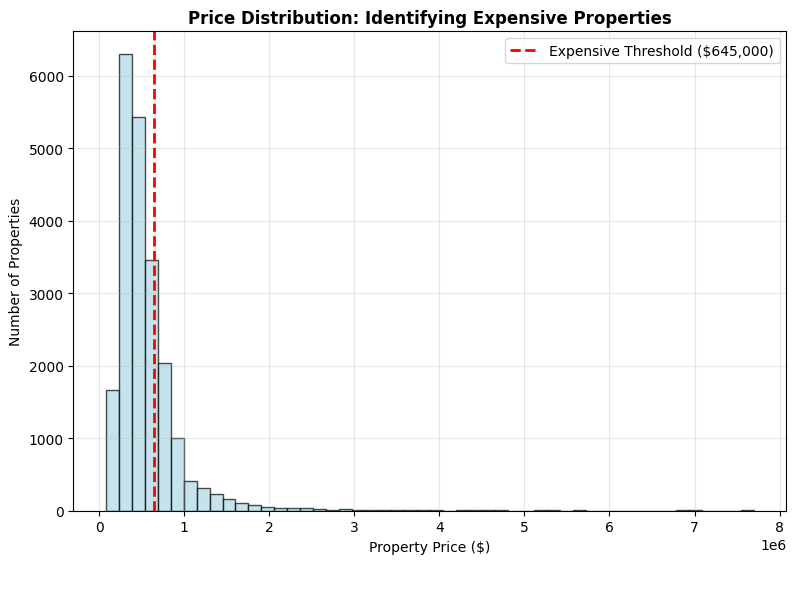 Price Distribution: Identifying Expensive Properties
Expensive Threshold ($645,000)
Number of Properties
6000
5000
4000
3000
2000
1000
0
0 1 2 3 4 5 6 7 8
1e6
Property Price ($)